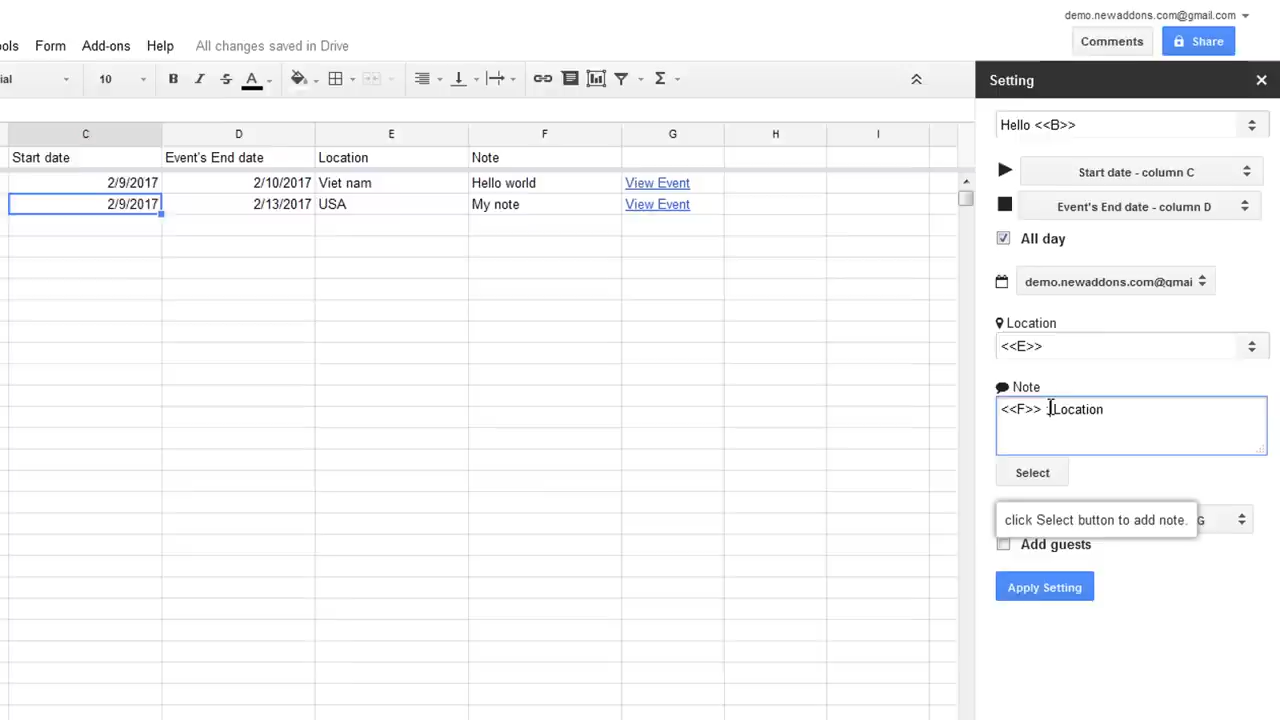 demo.newaddons.com@gmail.com
ols Form Add-ons Help All changes saved in Drive
Comments Share
ial 10 B I S A Σ
Setting
C D E F G H I
Start date Event's End date Location Note
2/9/2017 2/10/2017 Viet nam Hello world View Event
2/9/2017 2/13/2017 USA My note View Event
Hello <<B>>
Start date - column C
Event's End date - column D
All day
demo.newaddons.com@gmai
Location
<<E>>
Note
<<F>> : Location
Select
click Select button to add note. G
Add guests
Apply Setting